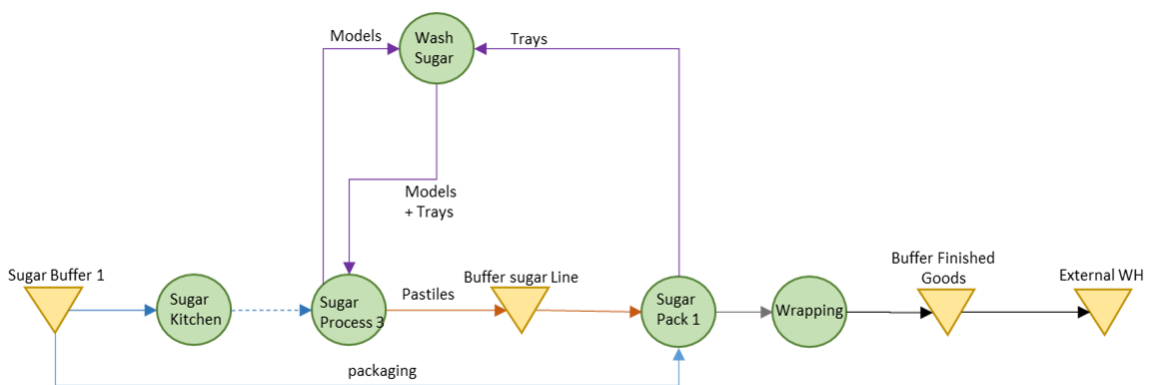 Models
Wash
Sugar
Trays
Models
+ Trays
Sugar Buffer 1
Sugar
Kitchen
Sugar
Process 3
Pastiles
Buffer sugar Line
Sugar
Pack 1
Wrapping
Buffer Finished
Goods
External WH
packaging